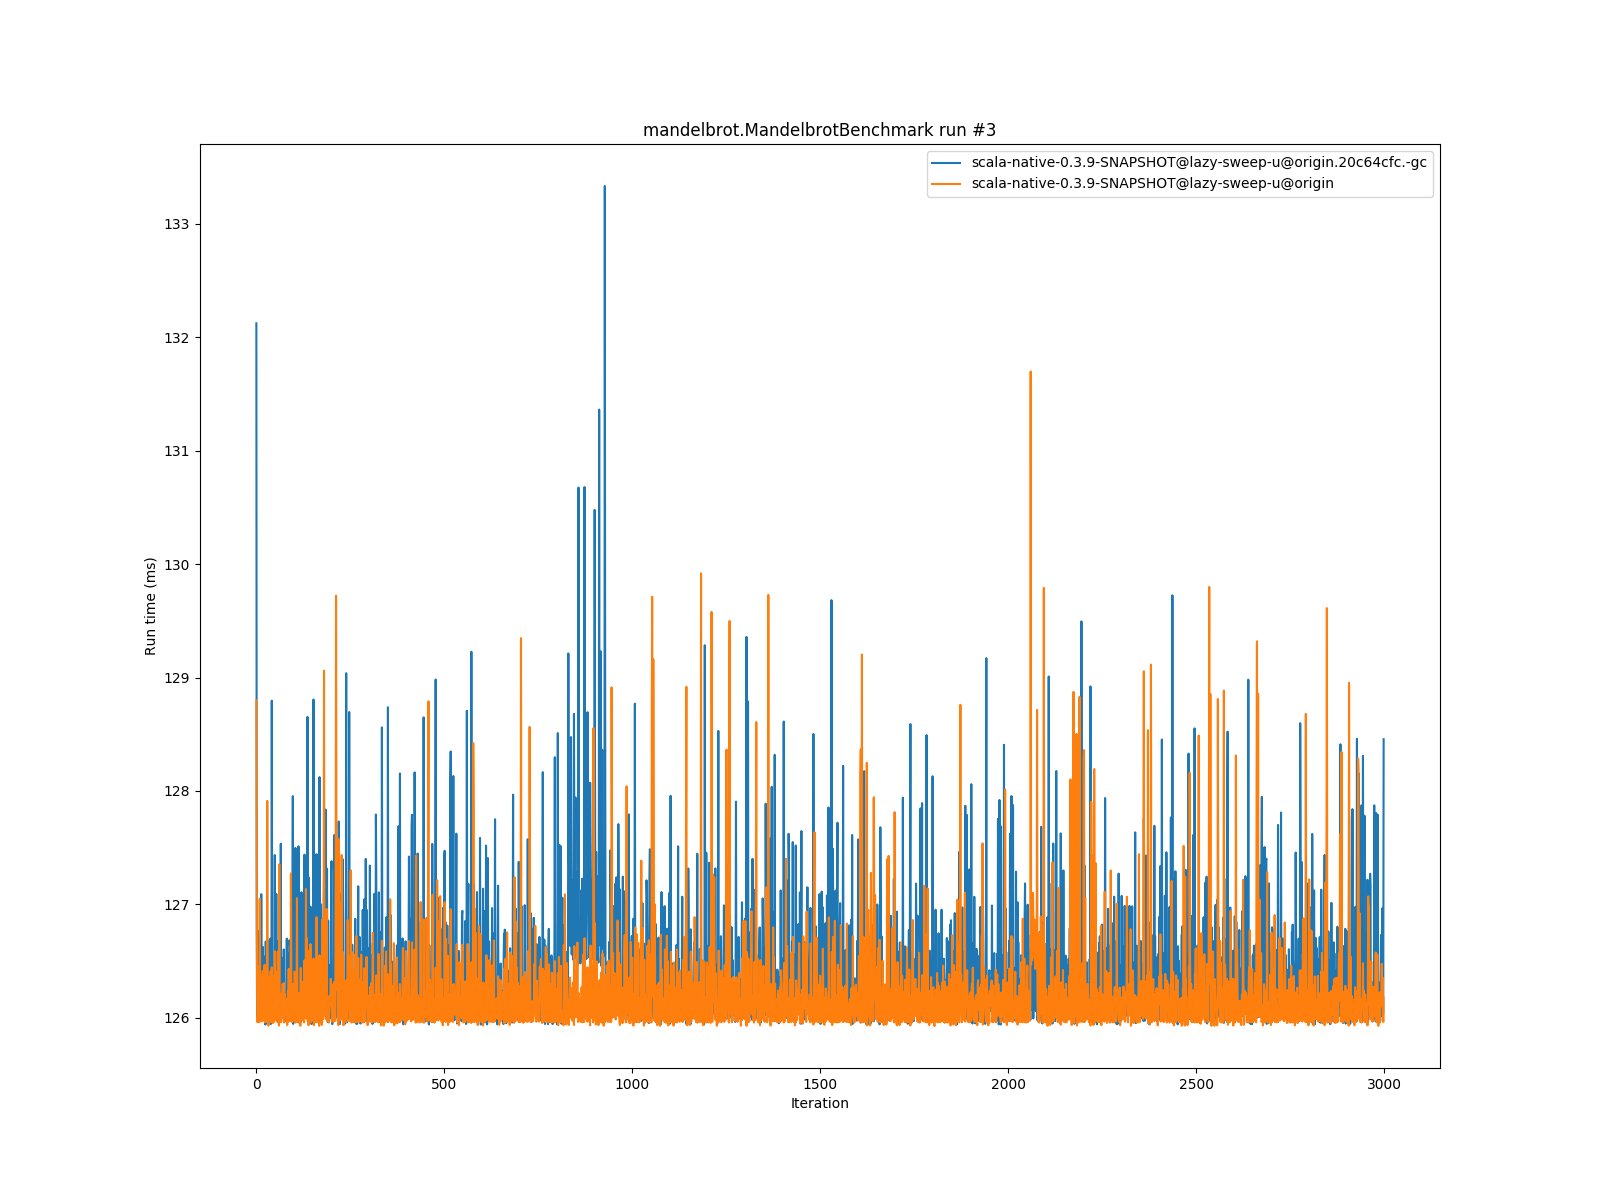 mandelbrot.MandelbrotBenchmark run #3
scala-native-0.3.9-SNAPSHOT@lazy-sweep-u@origin.20c64cfc.-gc
scala-native-0.3.9-SNAPSHOT@lazy-sweep-u@origin
133
132
131
130
129
128
127
126
Run time (ms)
0 500 1000 1500 2000 2500 3000
Iteration